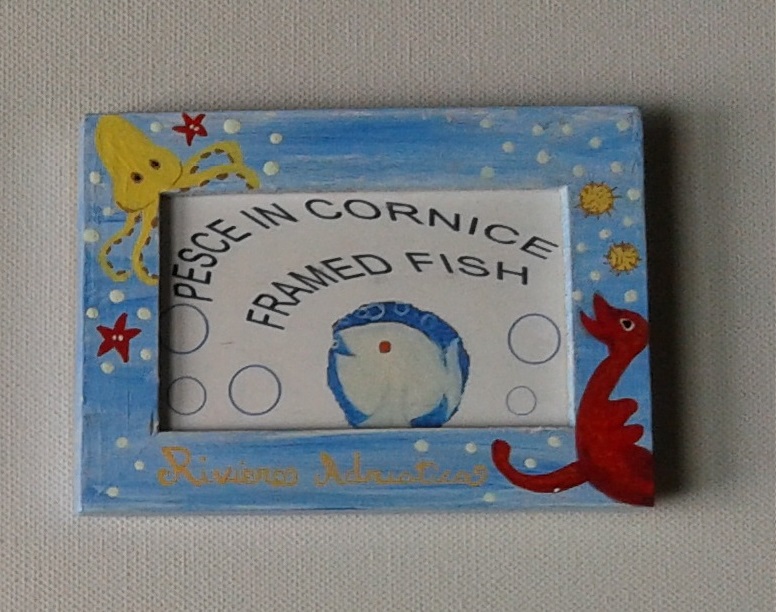 PESCE IN CORNICE
FRAMED FISH
Riviera Adriatica